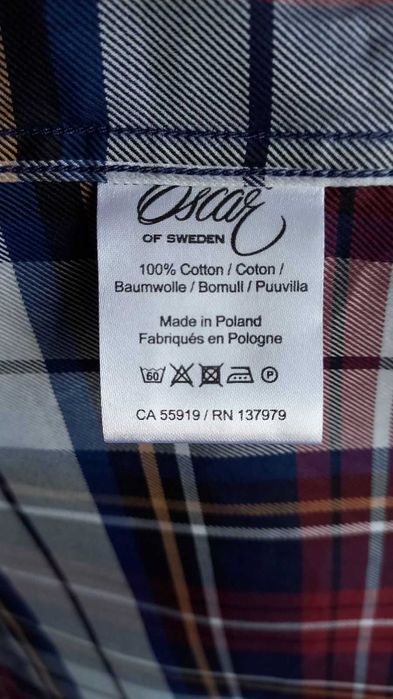 Oscar
OF SWEDEN
100% Cotton / Coton /
Baumwolle / Bomull / Puuvilla
Made in Poland
Fabriqués en Pologne
60 P
CA 55919 / RN 137979